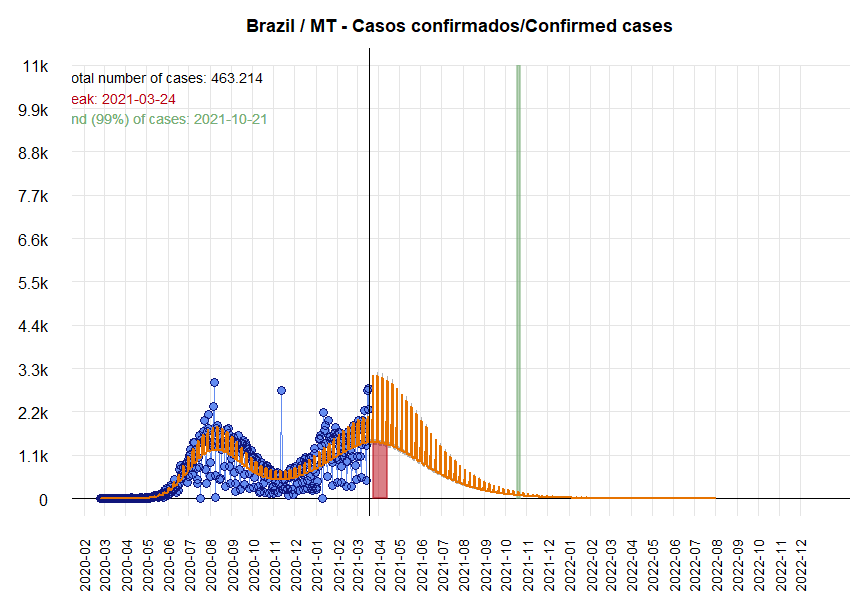 Brazil / MT - Casos confirmados/Confirmed cases
otal number of cases: 463.214
eak: 2021-03-24
nd (99%) of cases: 2021-10-21
11k
9.9k
8.8k
7.7k
6.6k
5.5k
4.4k
3.3k
2.2k
1.1k
0
2020-02
2020-03
2020-04
2020-05
2020-06
2020-07
2020-08
2020-09
2020-10
2020-11
2020-12
2021-01
2021-02
2021-03
2021-04
2021-05
2021-06
2021-07
2021-08
2021-09
2021-10
2021-11
2021-12
2022-01
2022-02
2022-03
2022-04
2022-05
2022-06
2022-07
2022-08
2022-09
2022-10
2022-11
2022-12